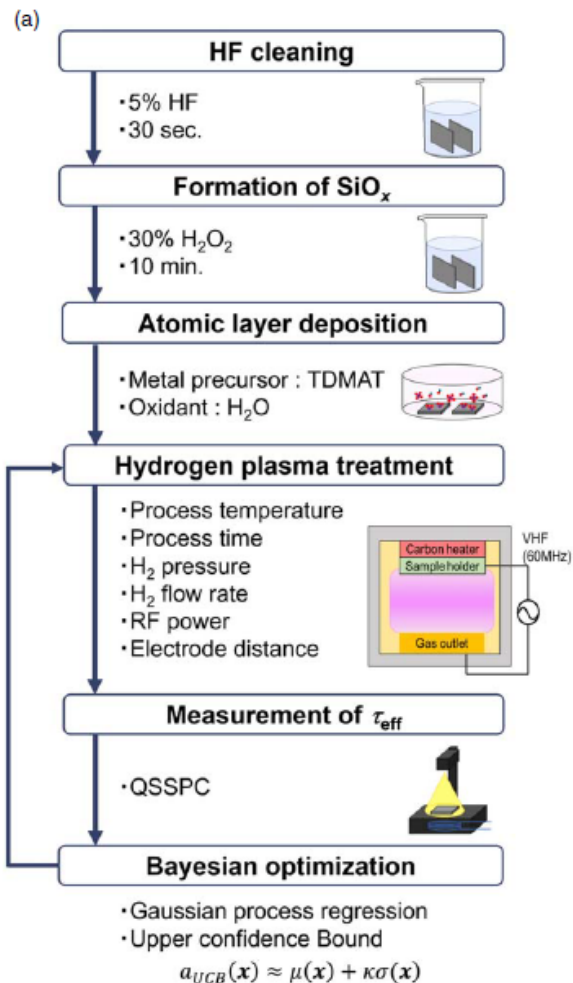 (a)
HF cleaning
・5% HF
・30 sec.
Formation of SiOₓ
・30% H₂O₂
・10 min.
Atomic layer deposition
・Metal precursor : TDMAT
・Oxidant : H₂O
Hydrogen plasma treatment
・Process temperature
・Process time
・H₂ pressure
・H₂ flow rate
・RF power
・Electrode distance
Carbon heater
Sample holder
Gas outlet
VHF
(60MHz)
Measurement of τ_eff
・QSSPC
Bayesian optimization
・Gaussian process regression
・Upper confidence Bound
a_UCB(x) ≈ μ(x) + κσ(x)